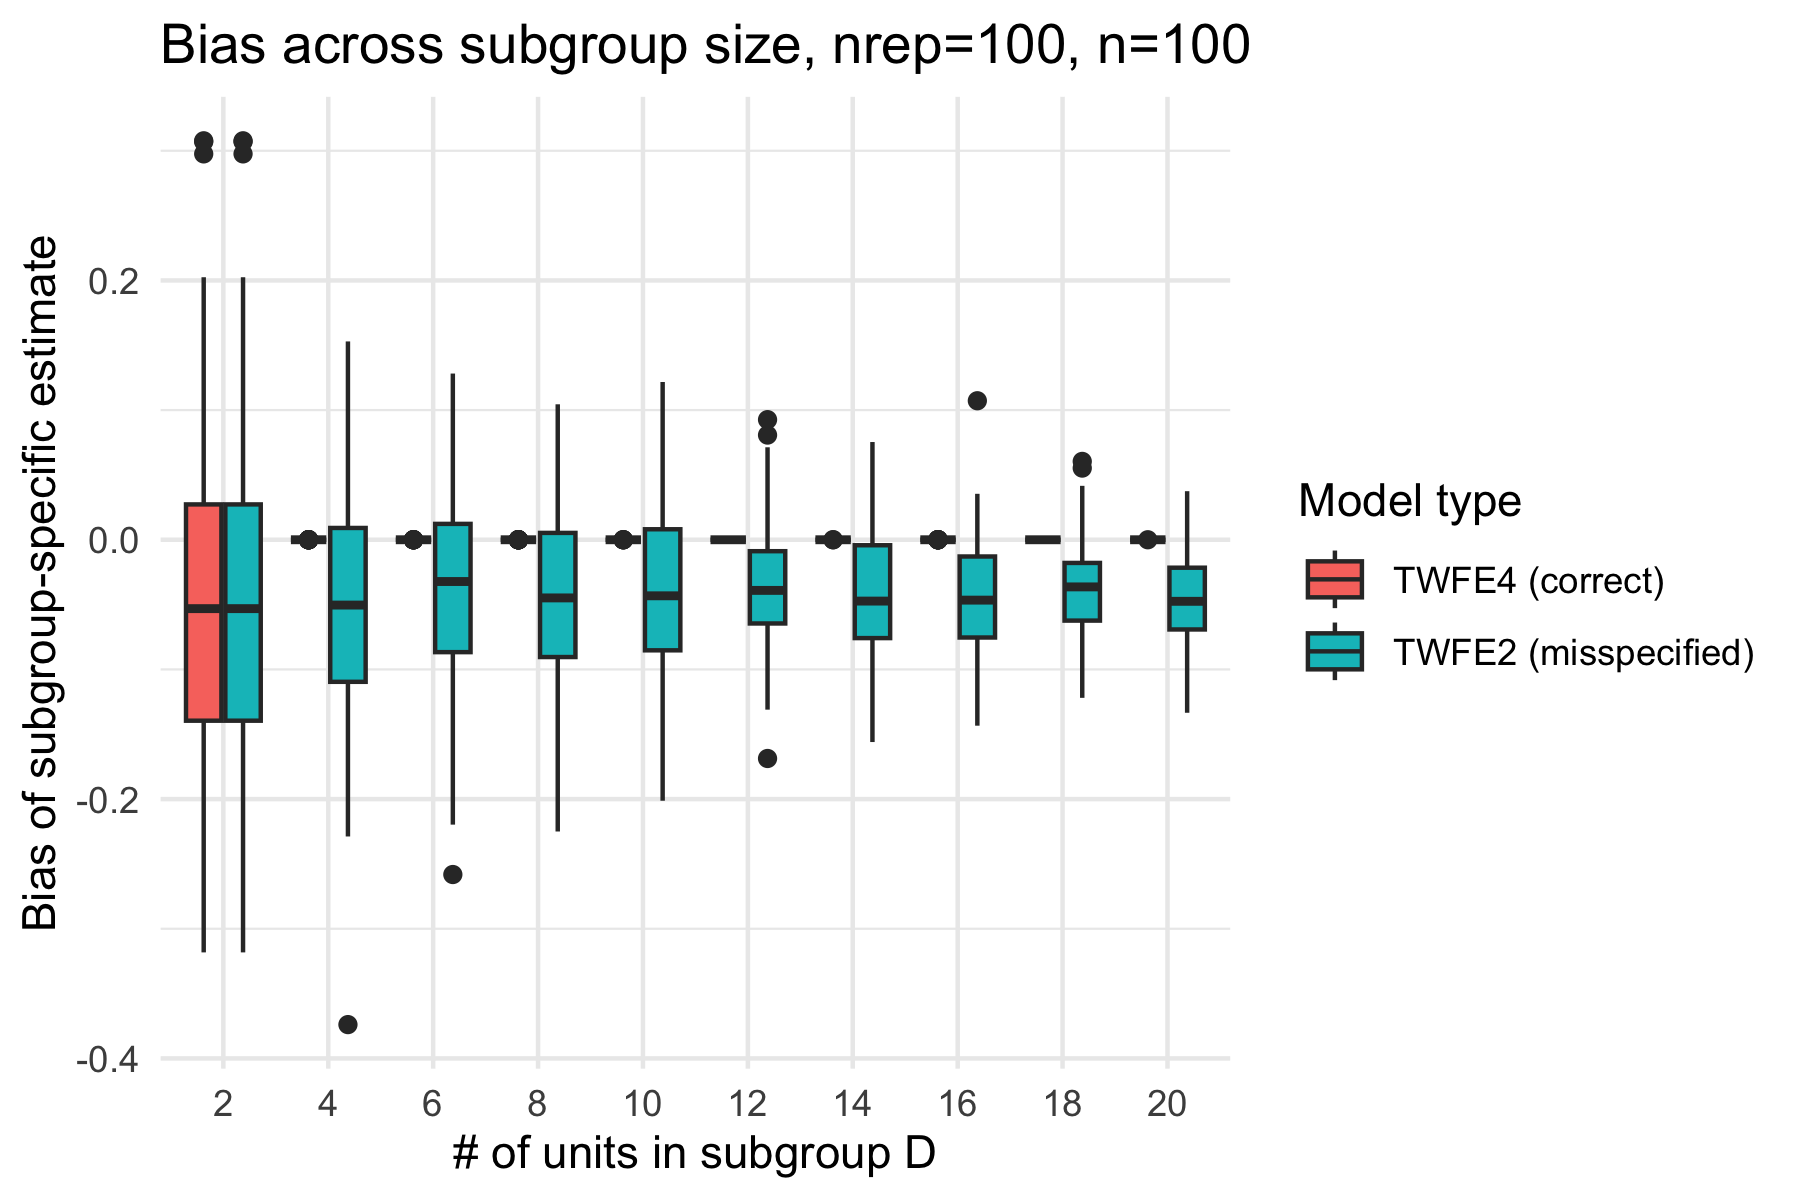 Bias across subgroup size, nrep=100, n=100
Bias of subgroup-specific estimate
0.2
0.0
-0.2
-0.4
2 4 6 8 10 12 14 16 18 20
# of units in subgroup D
Model type
TWFE4 (correct)
TWFE2 (misspecified)